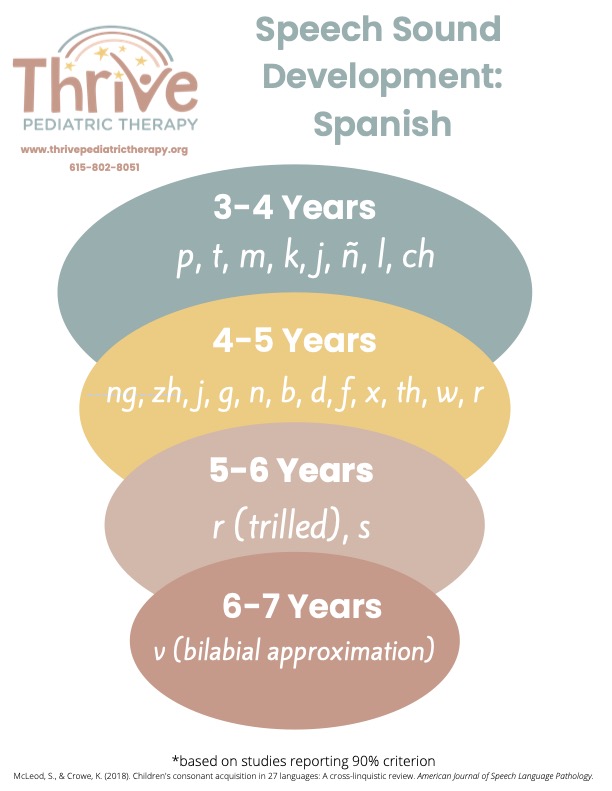 Thrive
PEDIATRIC THERAPY
www.thrivepediatrictherapy.org
615-802-8051
Speech Sound
Development:
Spanish
3-4 Years
p, t, m, k, j, ñ, l, ch
4-5 Years
ng, zh, j, g, n, b, d, f, x, th, w, r
5-6 Years
r (trilled), s
6-7 Years
v (bilabial approximation)
*based on studies reporting 90% criterion
McLeod, S., & Crowe, K. (2018). Children's consonant acquisition in 27 languages: A cross-linquistic review. American Journal of Speech Language Pathology.